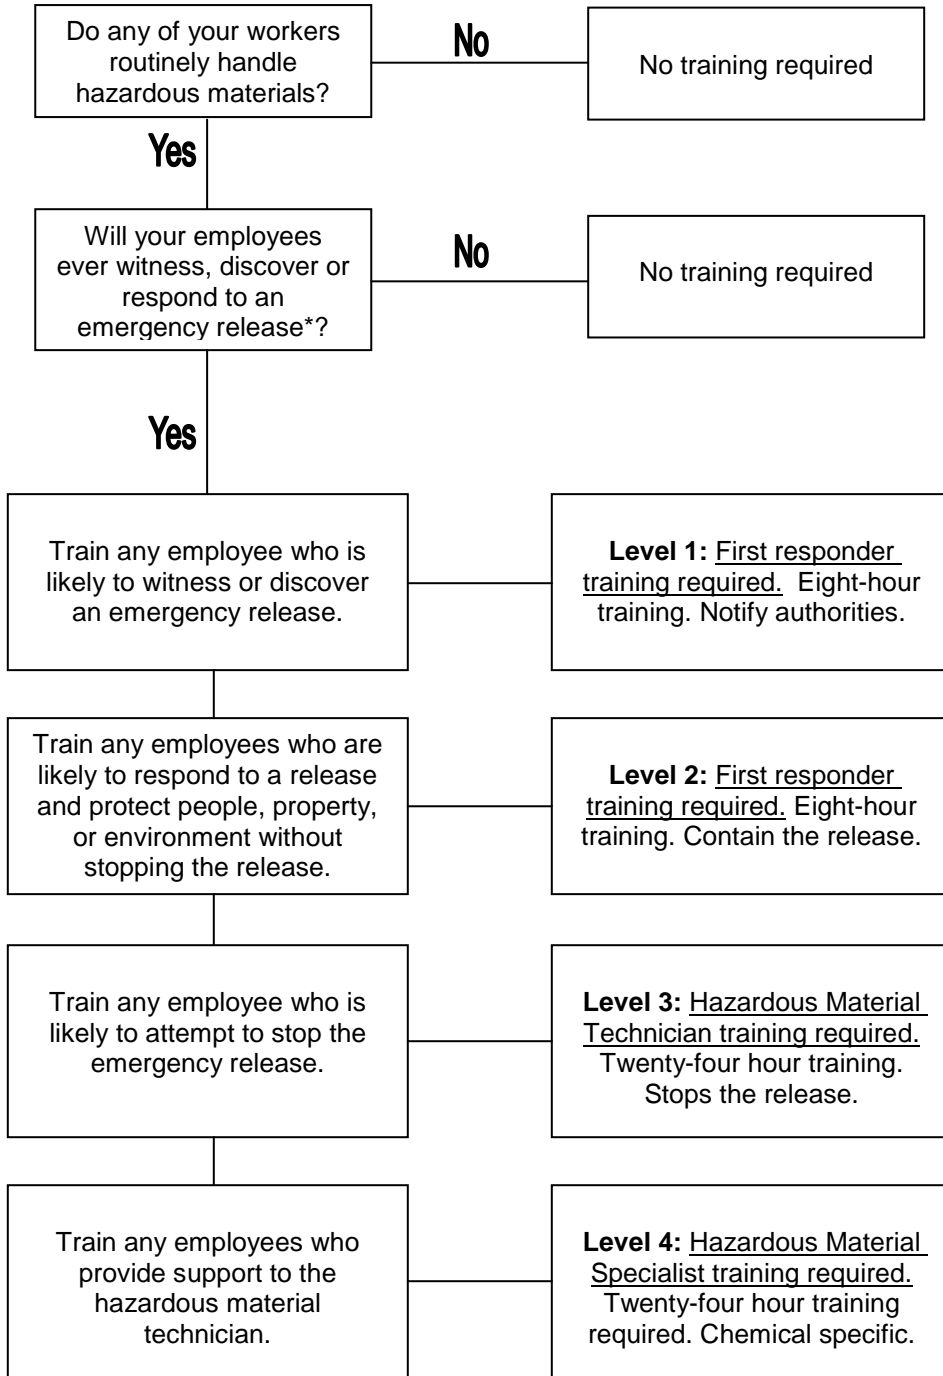 Do any of your workers
routinely handle
hazardous materials?
No
No training required
Yes
Will your employees
ever witness, discover or
respond to an
emergency release*?
No
No training required
Yes
Train any employee who is
likely to witness or discover
an emergency release.
Level 1: First responder
training required. Eight-hour
training. Notify authorities.
Train any employees who are
likely to respond to a release
and protect people, property,
or environment without
stopping the release.
Level 2: First responder
training required. Eight-hour
training. Contain the release.
Train any employee who is
likely to attempt to stop the
emergency release.
Level 3: Hazardous Material
Technician training required.
Twenty-four hour training.
Stops the release.
Train any employees who
provide support to the
hazardous material
technician.
Level 4: Hazardous Material
Specialist training required.
Twenty-four hour training
required. Chemical specific.